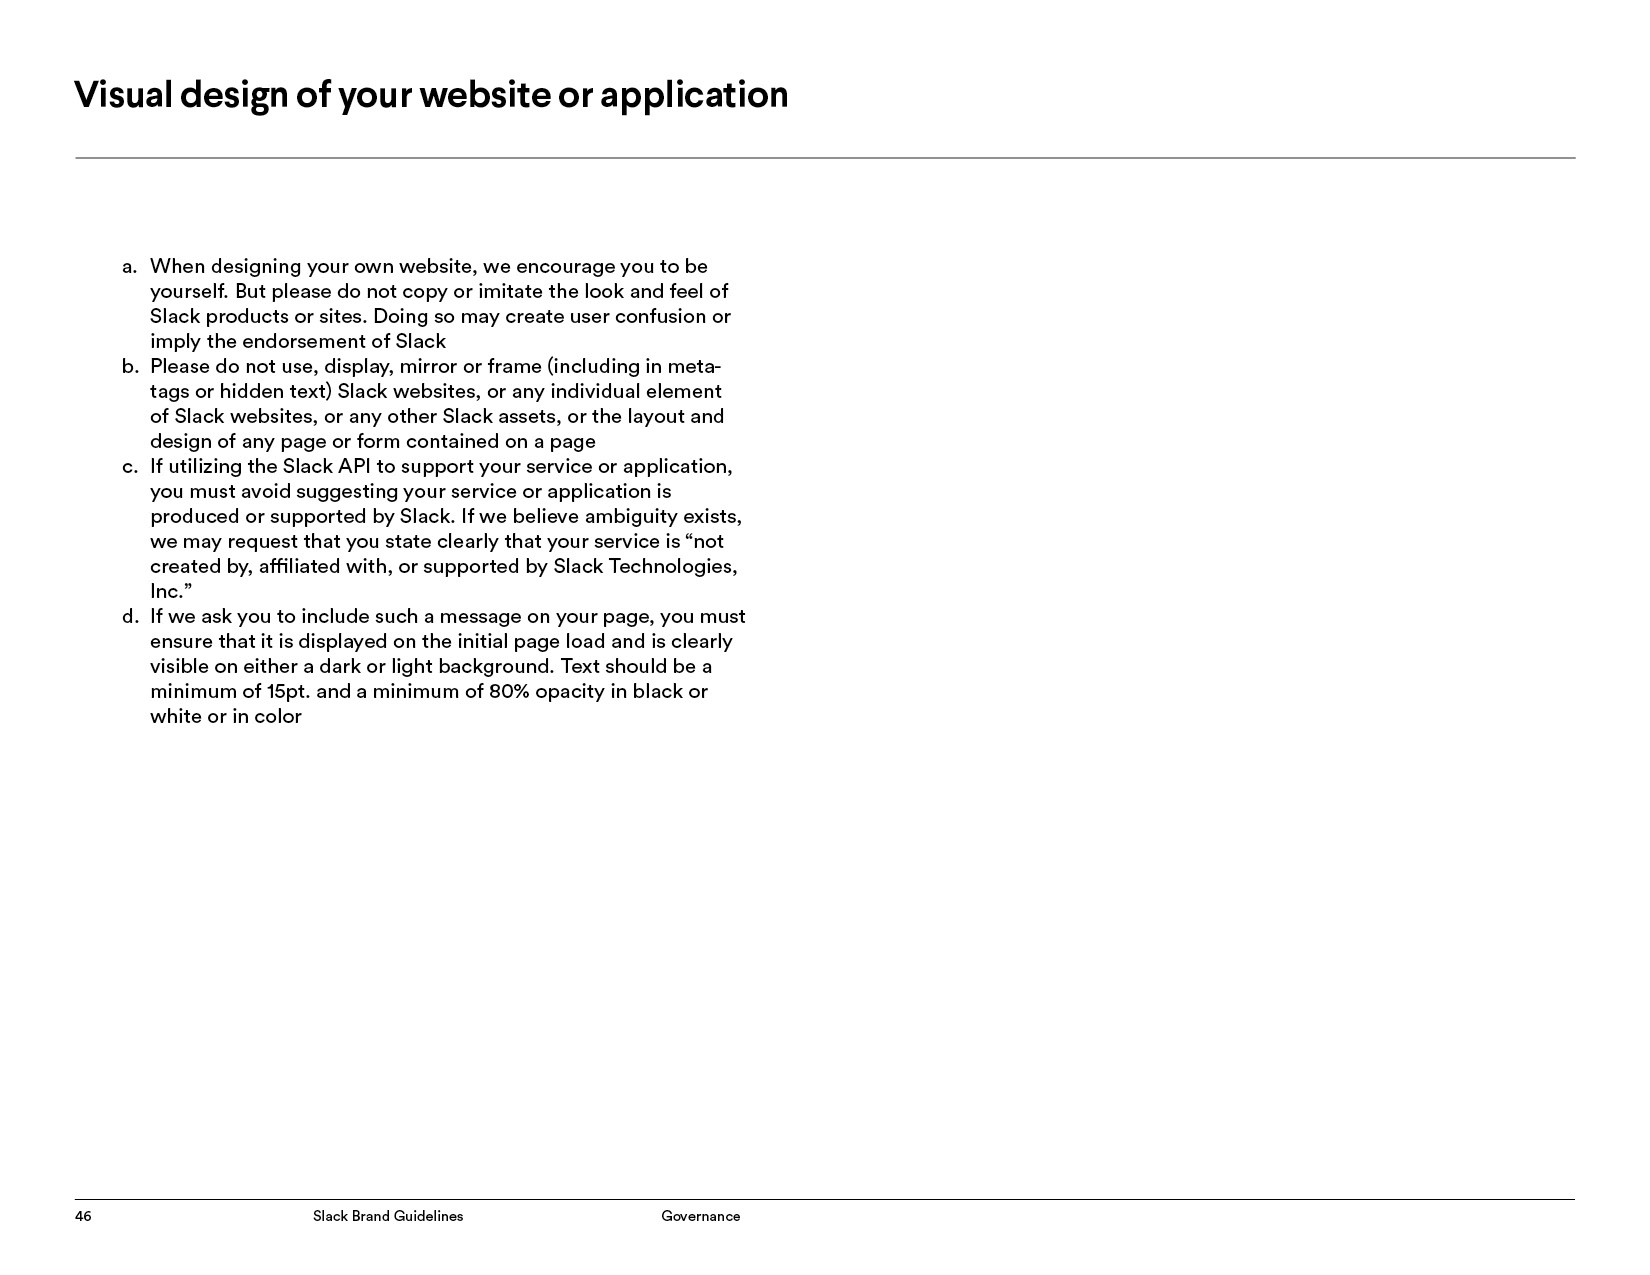 Visual design of your website or application
a. When designing your own website, we encourage you to be
yourself. But please do not copy or imitate the look and feel of
Slack products or sites. Doing so may create user confusion or
imply the endorsement of Slack
b. Please do not use, display, mirror or frame (including in meta-
tags or hidden text) Slack websites, or any individual element
of Slack websites, or any other Slack assets, or the layout and
design of any page or form contained on a page
c. If utilizing the Slack API to support your service or application,
you must avoid suggesting your service or application is
produced or supported by Slack. If we believe ambiguity exists,
we may request that you state clearly that your service is “not
created by, affiliated with, or supported by Slack Technologies,
Inc.”
d. If we ask you to include such a message on your page, you must
ensure that it is displayed on the initial page load and is clearly
visible on either a dark or light background. Text should be a
minimum of 15pt. and a minimum of 80% opacity in black or
white or in color
46 Slack Brand Guidelines Governance